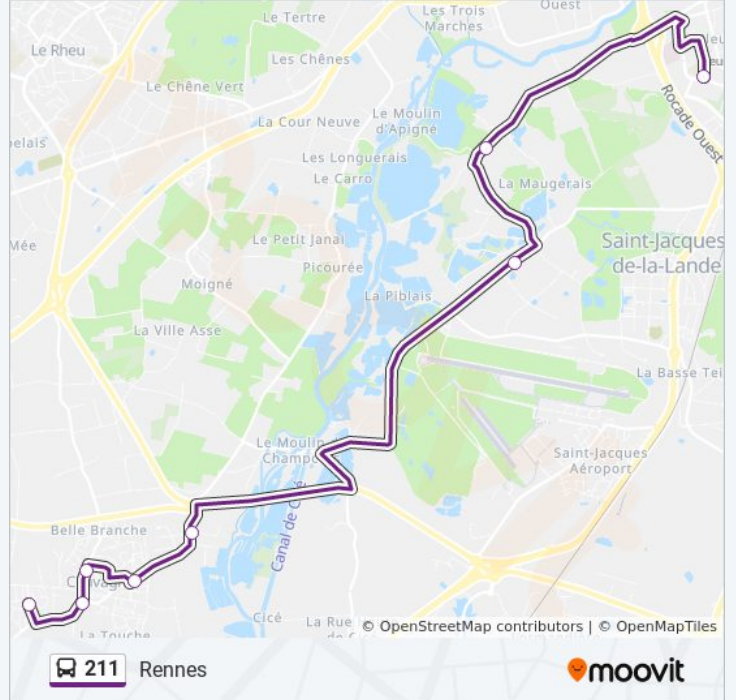 Le Tertre
Les Trois
Marches
Ouest
Le Rheu
Les Chênes
Le Chêne Vert
La Cour Neuve
Le Moulin
d'Apigné
Rocade Ouest
Les Longuerais
Le Carro
La Maugerais
Mée
Le Petit Janai
Saint-Jacques
de-la-Lande
Picourée
Moigné
La Piblais
La Ville Asse
La Basse Tei
Le Moulin
Saint-Jacques
Aéroport
Belle Branche
Canal de
Cicé
La Rue
La Touche
© OpenStreetMap contributors | © OpenMapTiles
211 Rennes
moovit